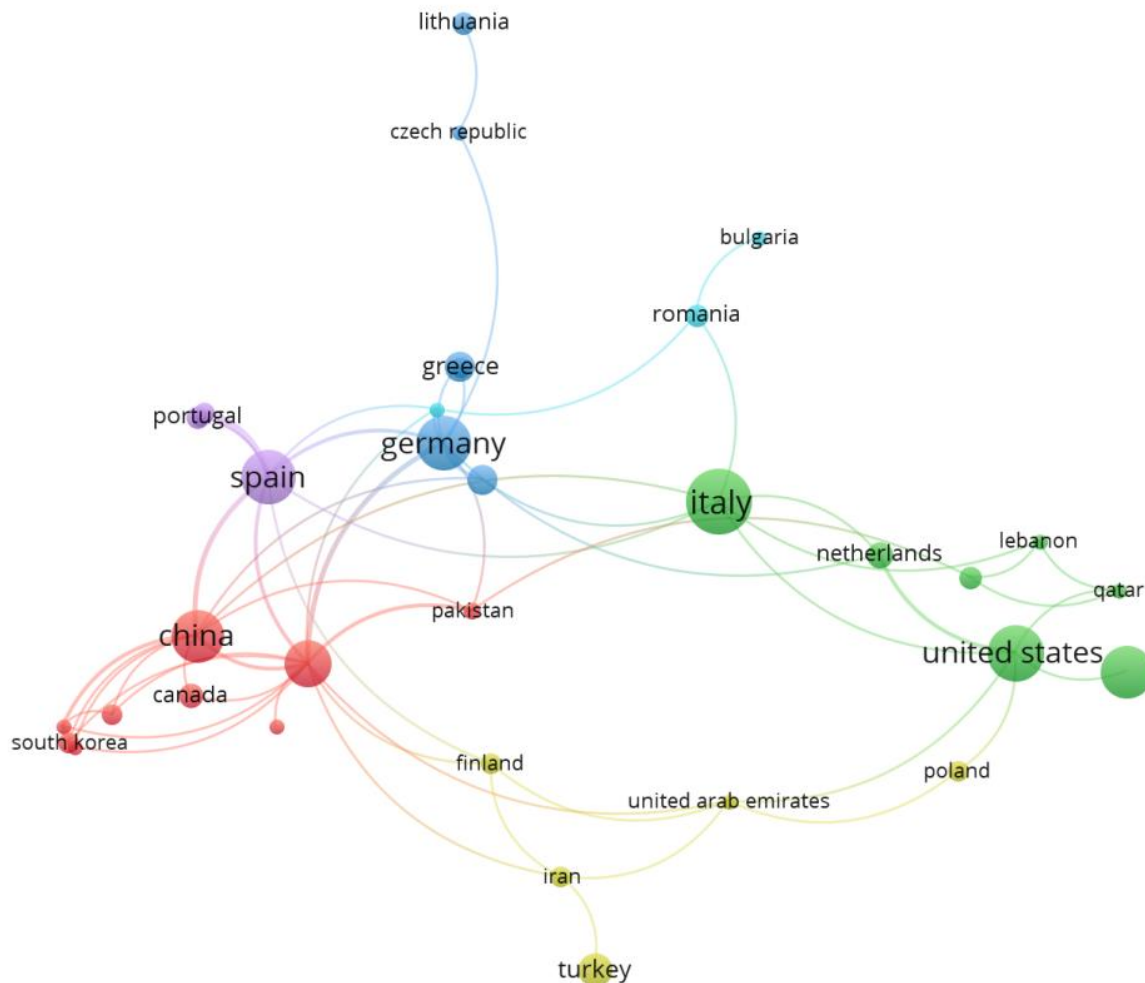 lithuania
czech republic
bulgaria
romania
greece
portugal
germany
spain
italy
netherlands
lebanon
qatar
pakistan
china
united states
canada
south korea
finland
poland
united arab emirates
iran
turkey